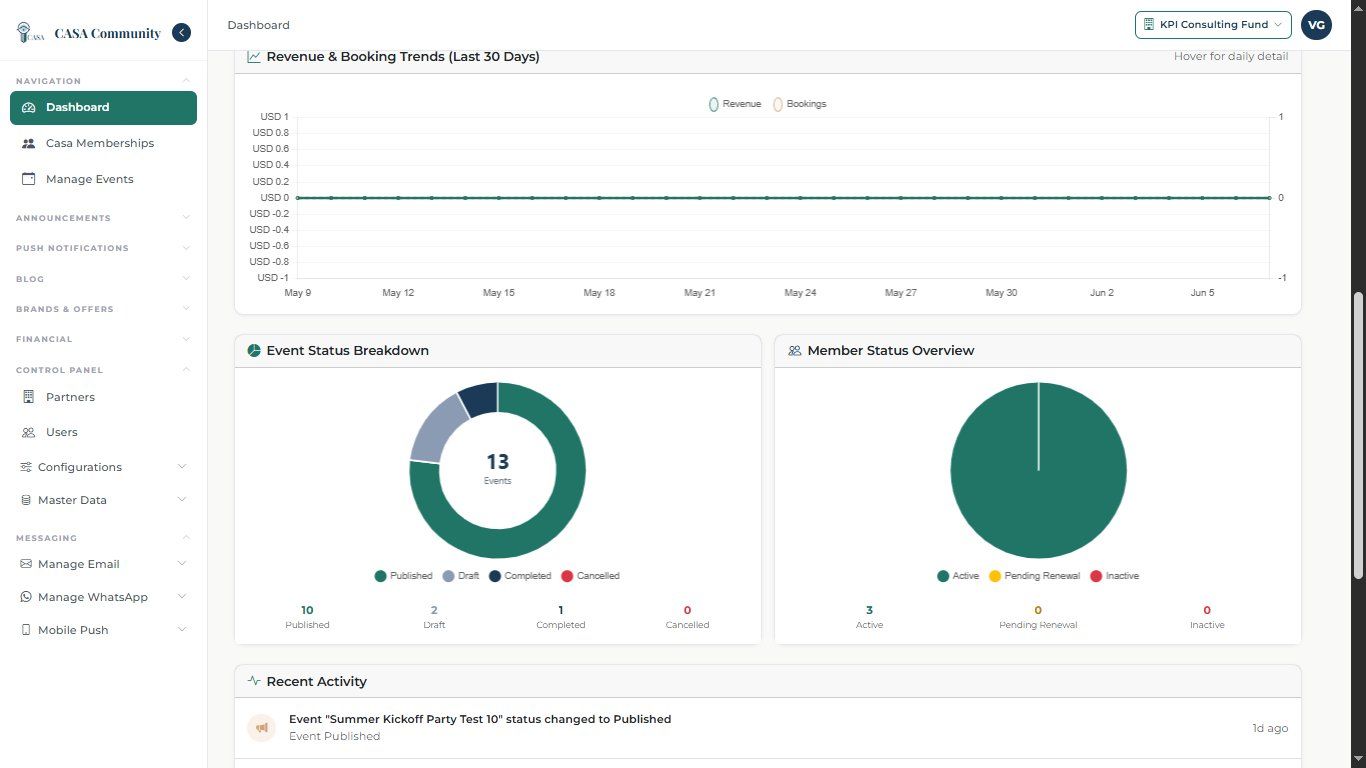 CASA
CASA Community
Dashboard
KPI Consulting Fund
VG
NAVIGATION
Dashboard
Casa Memberships
Manage Events
ANNOUNCEMENTS
PUSH NOTIFICATIONS
BLOG
BRANDS & OFFERS
FINANCIAL
CONTROL PANEL
Partners
Users
Configurations
Master Data
MESSAGING
Manage Email
Manage WhatsApp
Mobile Push
Revenue & Booking Trends (Last 30 Days)
Hover for daily detail
Revenue Bookings
USD 1 1
USD 0.8
USD 0.6
USD 0.4
USD 0.2
USD 0 0
USD -0.2
USD -0.4
USD -0.6
USD -0.8
USD -1 -1
May 9 May 12 May 15 May 18 May 21 May 24 May 27 May 30 Jun 2 Jun 5
Event Status Breakdown
13
Events
Published Draft Completed Cancelled
10 2 1 0
Published Draft Completed Cancelled
Member Status Overview
Active Pending Renewal Inactive
3 0 0
Active Pending Renewal Inactive
Recent Activity
Event "Summer Kickoff Party Test 10" status changed to Published
Event Published
1d ago